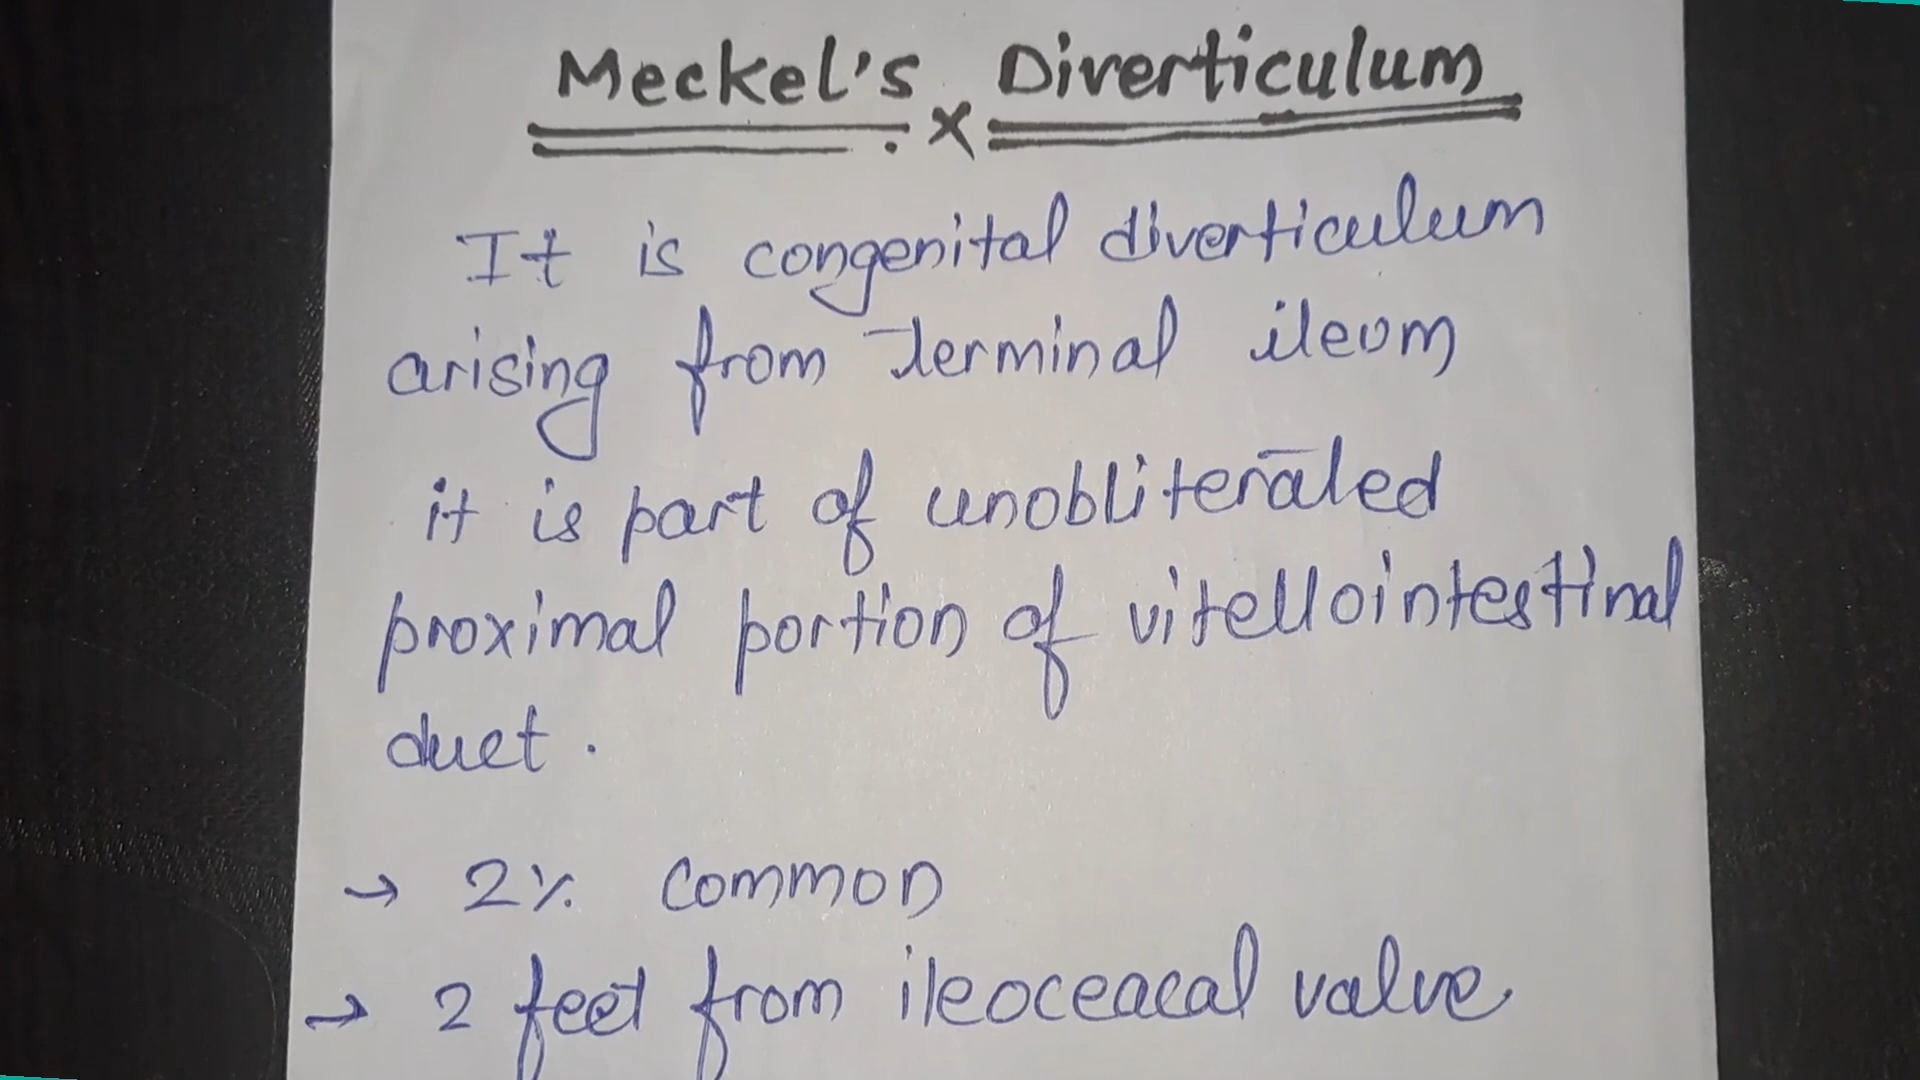 Meckel's Diverticulum
It is congenital diverticulum
arising from Terminal ileum
it is part of unobliterated
proximal portion of vitellointestinal
duct.
→ 2% Common
→ 2 feet from ileoceacal valve